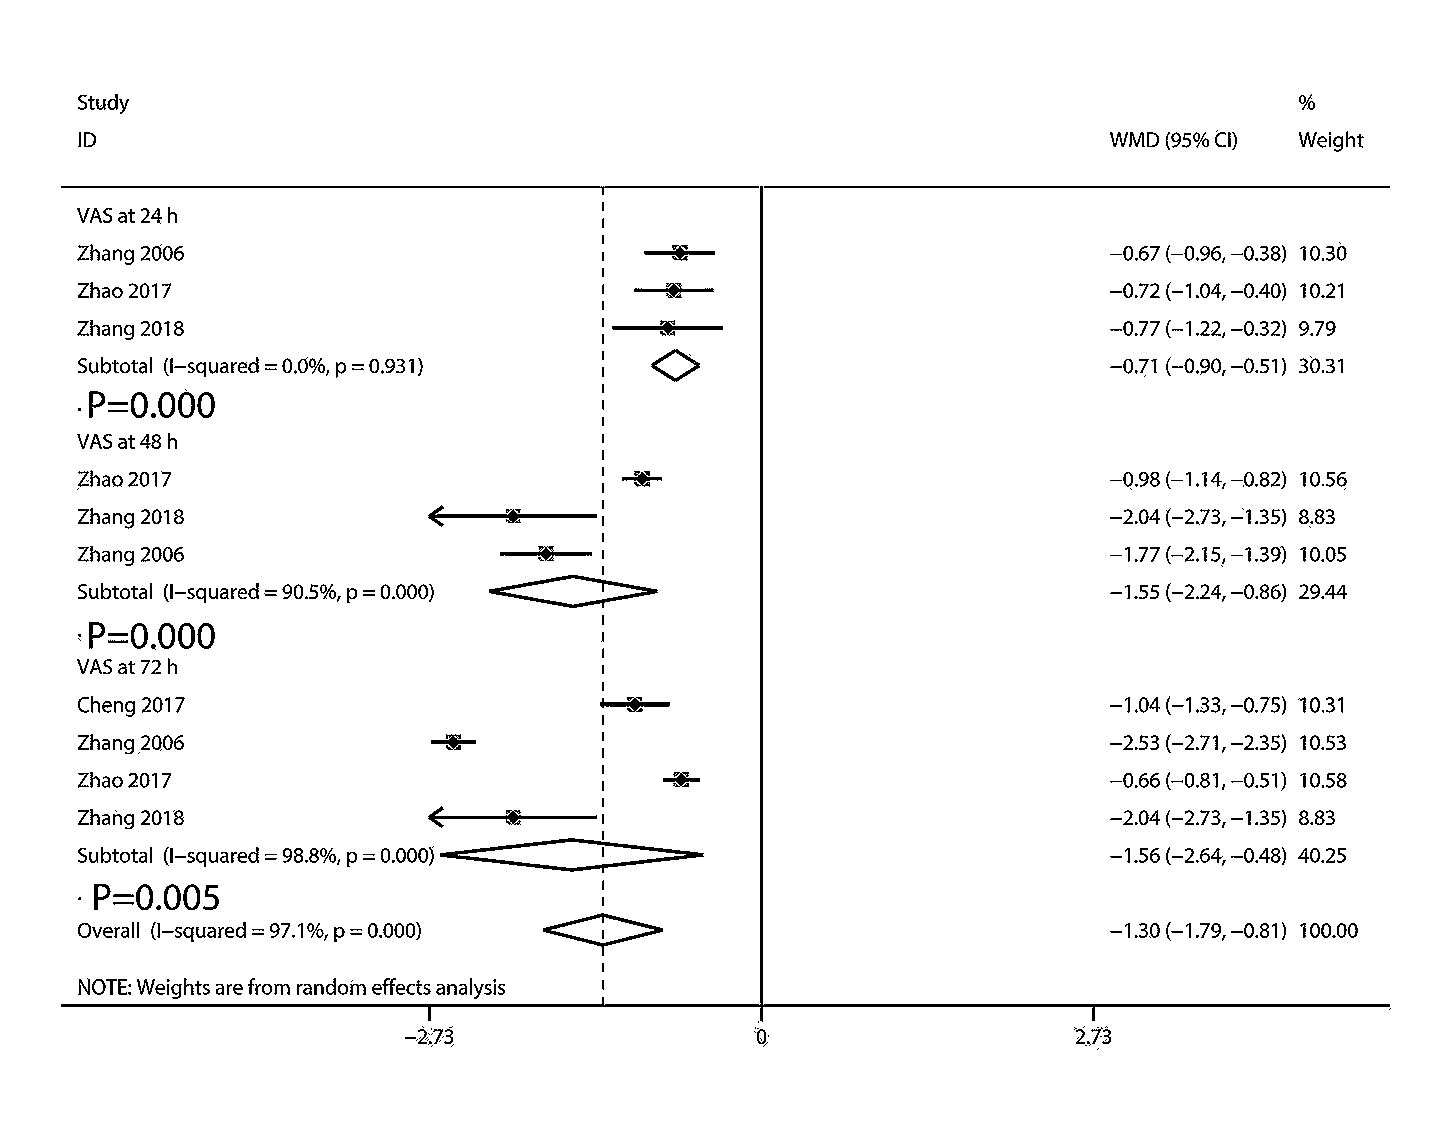 Study %
ID WMD (95% CI) Weight
VAS at 24 h
Zhang 2006 −0.67 (−0.96, −0.38) 10.30
Zhao 2017 −0.72 (−1.04, −0.40) 10.21
Zhang 2018 −0.77 (−1.22, −0.32) 9.79
Subtotal (I−squared = 0.0%, p = 0.931) −0.71 (−0.90, −0.51) 30.31
. P=0.000
VAS at 48 h
Zhao 2017 −0.98 (−1.14, −0.82) 10.56
Zhang 2018 −2.04 (−2.73, −1.35) 8.83
Zhang 2006 −1.77 (−2.15, −1.39) 10.05
Subtotal (I−squared = 90.5%, p = 0.000) −1.55 (−2.24, −0.86) 29.44
. P=0.000
VAS at 72 h
Cheng 2017 −1.04 (−1.33, −0.75) 10.31
Zhang 2006 −2.53 (−2.71, −2.35) 10.53
Zhao 2017 −0.66 (−0.81, −0.51) 10.58
Zhang 2018 −2.04 (−2.73, −1.35) 8.83
Subtotal (I−squared = 98.8%, p = 0.000) −1.56 (−2.64, −0.48) 40.25
. P=0.005
Overall (I−squared = 97.1%, p = 0.000) −1.30 (−1.79, −0.81) 100.00
NOTE: Weights are from random effects analysis
−2.73 0 2.73